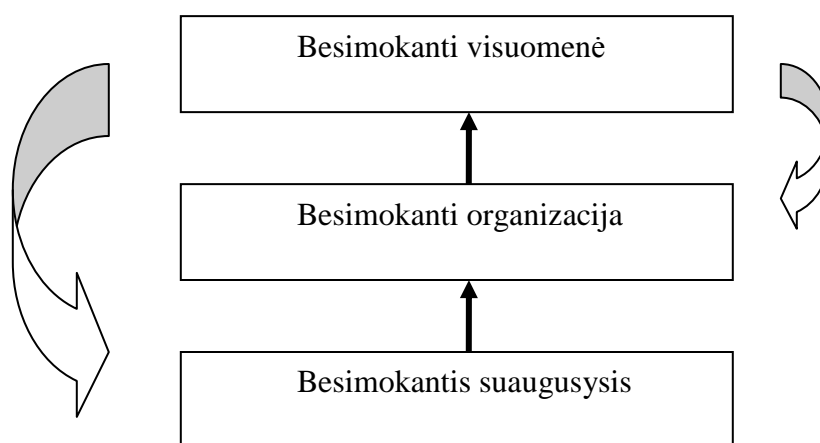 Besimokanti visuomenė
Besimokanti organizacija
Besimokantis suaugusysis